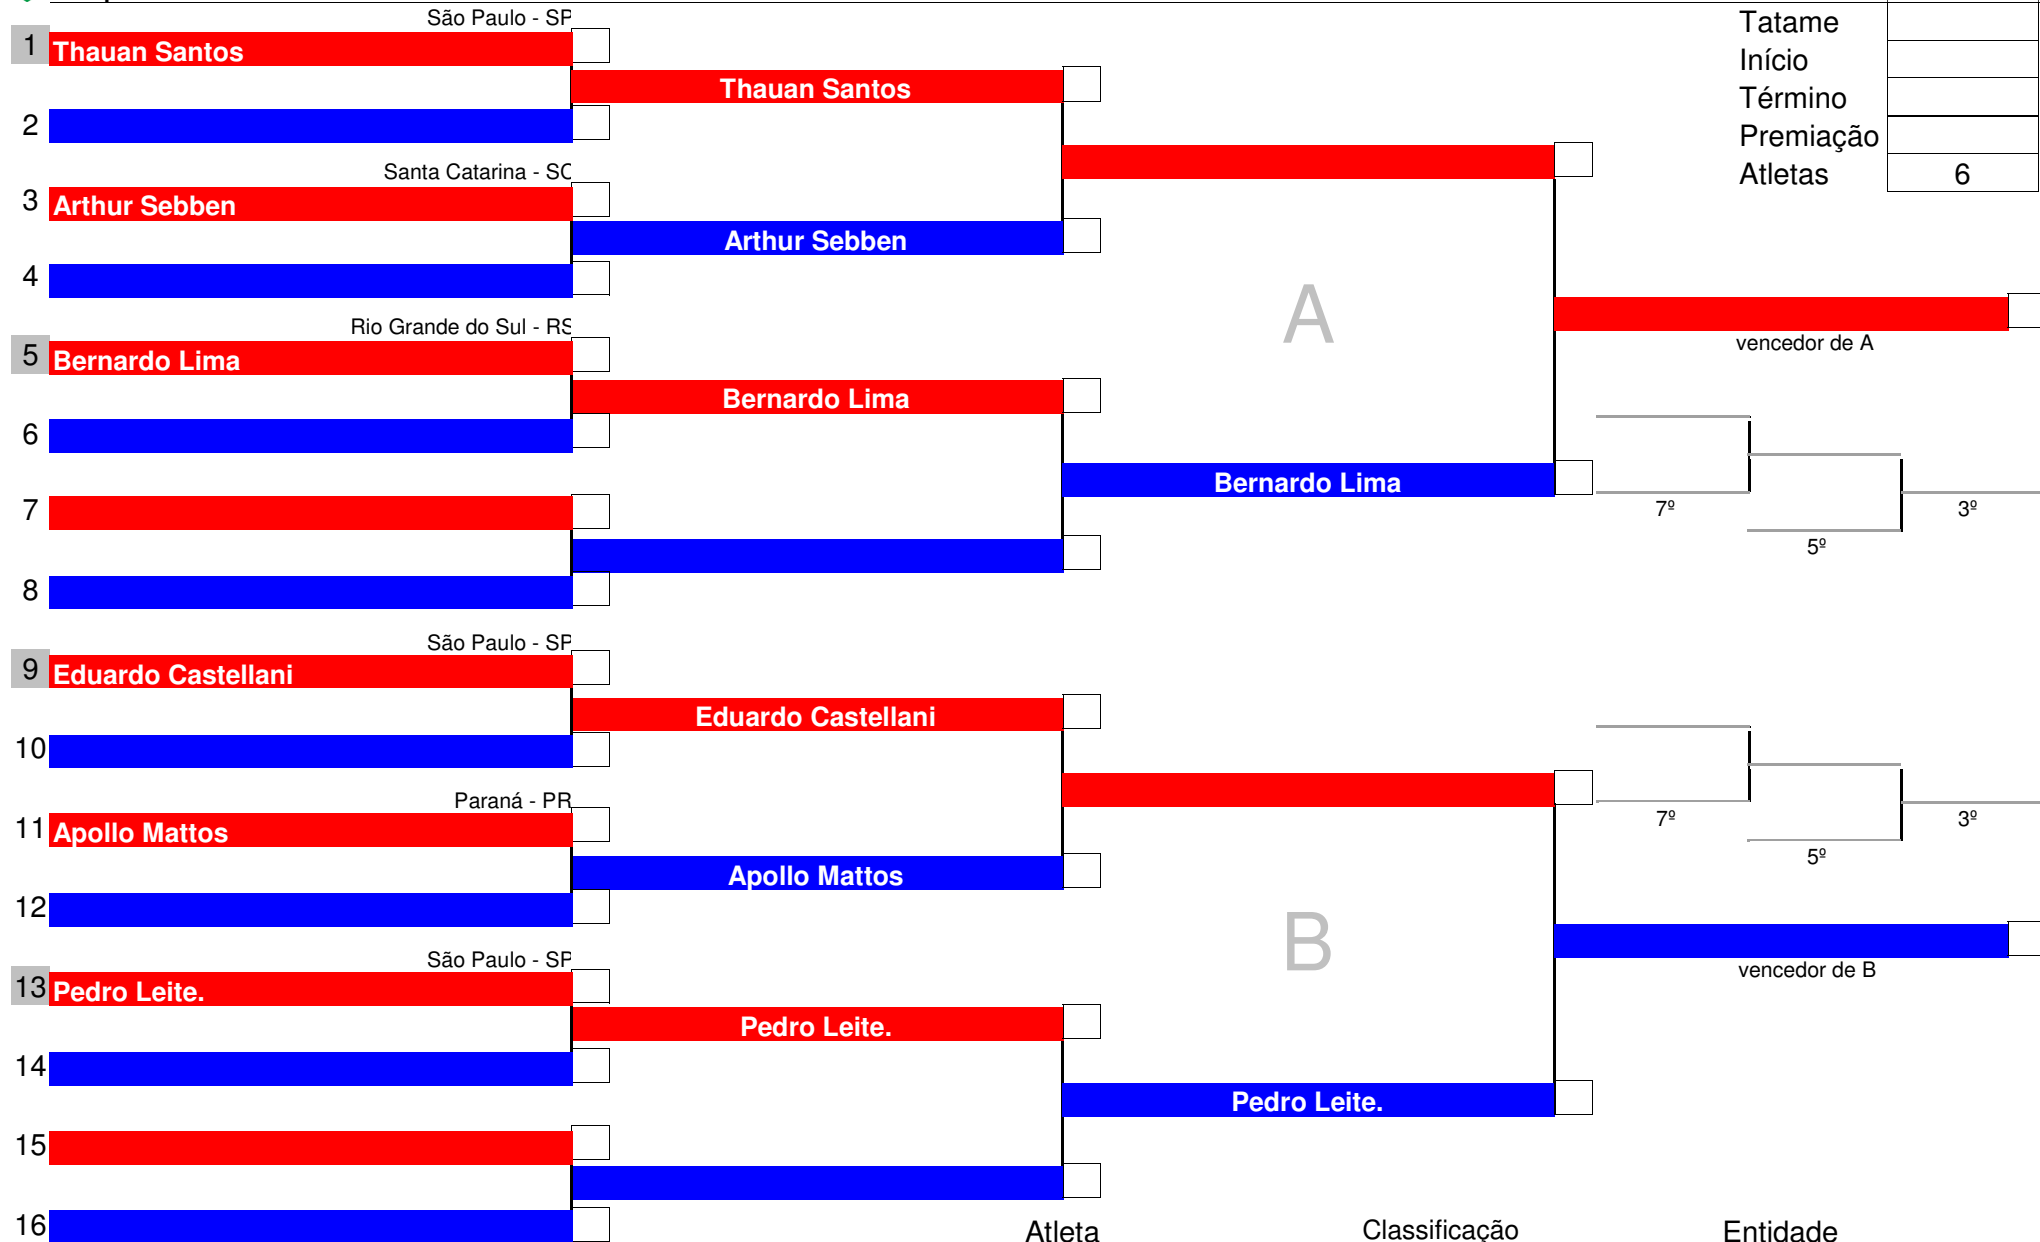 São Paulo - SP
1 Thauan Santos
Thauan Santos
2
Santa Catarina - SC
3 Arthur Sebben
Arthur Sebben
4
Rio Grande do Sul - RS
5 Bernardo Lima
Bernardo Lima
6
Bernardo Lima
7
8
São Paulo - SP
9 Eduardo Castellani
Eduardo Castellani
10
Paraná - PR
11 Apollo Mattos
Apollo Mattos
12
São Paulo - SP
13 Pedro Leite.
Pedro Leite.
14
Pedro Leite.
15
16
A
B
Tatame
Início
Término
Premiação
Atletas 6
vencedor de A
7º
3º
5º
7º
3º
5º
vencedor de B
Atleta Classificação Entidade